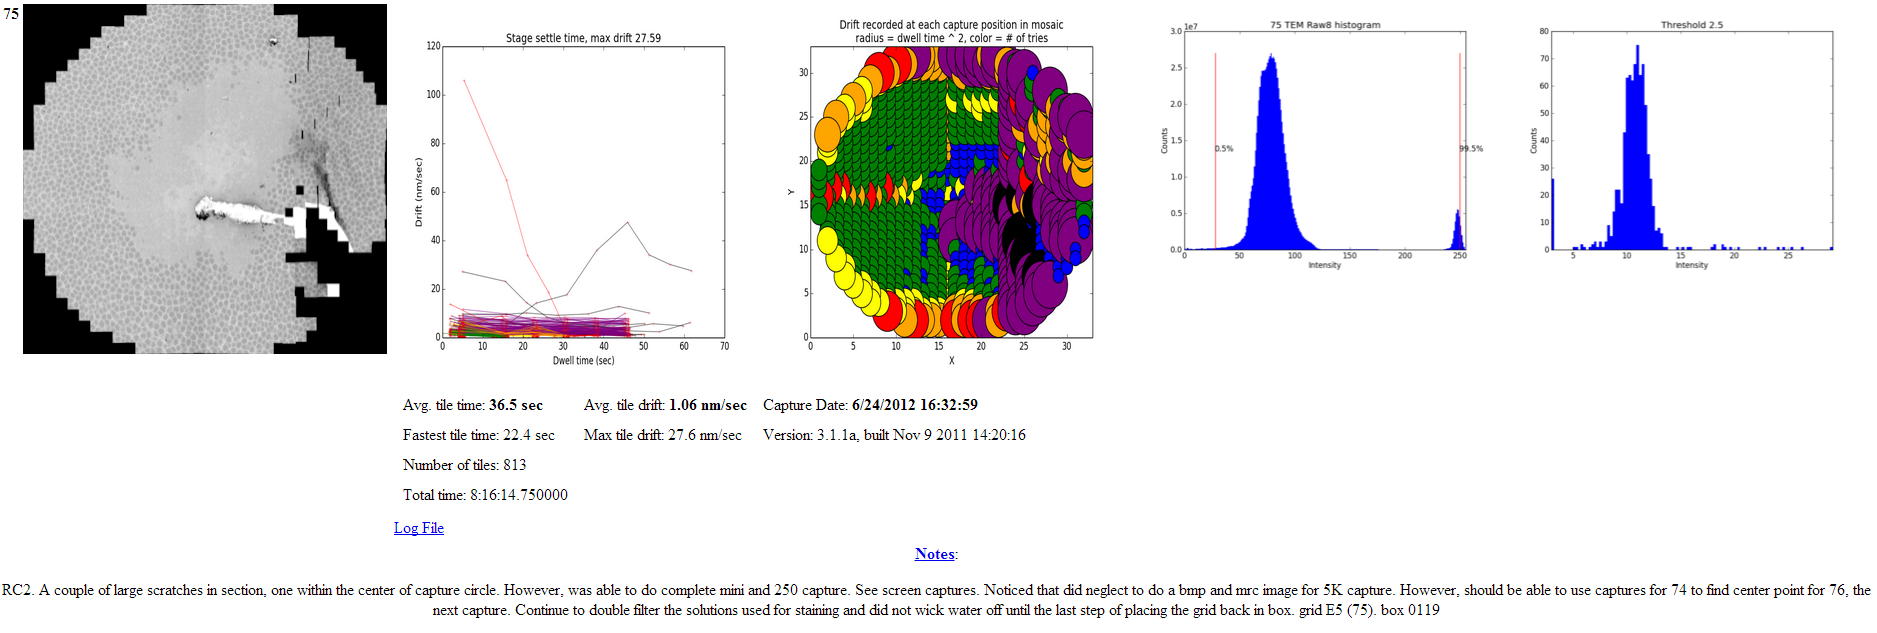 75
Stage settle time, max drift 27.59
120
100
80
60
40
20
0
Drift (nm/sec)
0 10 20 30 40 50 60 70
Dwell time (sec)
Drift recorded at each capture position in mosaic
radius = dwell time ^ 2, color = # of tries
30
25
20
15
10
5
0
Y
0 5 10 15 20 25 30
X
75 TEM Raw8 histogram
1e7
3.0
2.5
2.0
1.5
1.0
0.5
0.0
Counts
0.5%
99.5%
0 50 100 150 200 250
Intensity
Threshold 2.5
80
70
60
50
40
30
20
10
0
Counts
5 10 15 20 25
Intensity
Avg. tile time: 36.5 sec Avg. tile drift: 1.06 nm/sec Capture Date: 6/24/2012 16:32:59
Fastest tile time: 22.4 sec Max tile drift: 27.6 nm/sec Version: 3.1.1a, built Nov 9 2011 14:20:16
Number of tiles: 813
Total time: 8:16:14.750000
Log File
Notes:
RC2. A couple of large scratches in section, one within the center of capture circle. However, was able to do complete mini and 250 capture. See screen captures. Noticed that did neglect to do a bmp and mrc image for 5K capture. However, should be able to use captures for 74 to find center point for 76, the
next capture. Continue to double filter the solutions used for staining and did not wick water off until the last step of placing the grid back in box. grid E5 (75). box 0119